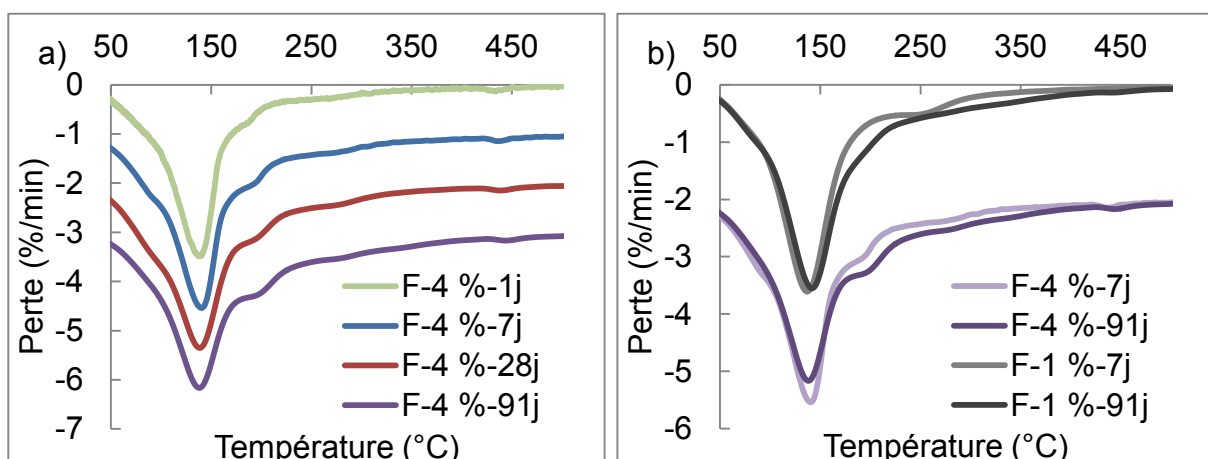 a)
50 150 250 350 450
0
-1
-2
-3
-4
-5
-6
-7
Perte (%/min)
Température (°C)
F-4 %-1j
F-4 %-7j
F-4 %-28j
F-4 %-91j
b)
50 150 250 350 450
0
-1
-2
-3
-4
-5
-6
Perte (%/min)
Température (°C)
F-4 %-7j
F-4 %-91j
F-1 %-7j
F-1 %-91j